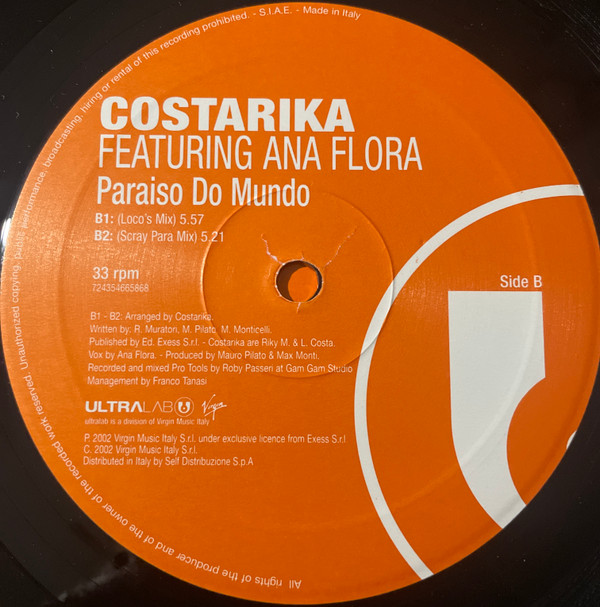 COSTARIKA
FEATURING ANA FLORA
Paraiso Do Mundo
B1: (Loco's Mix) 5.57
B2: (Scray Para Mix) 5.21
33 rpm
724354665868
Side B
B1 - B2: Arranged by Costarika.
Written by: R. Muratori, M. Pilato, M. Monticelli.
Published by Ed. Exess S.r.l. - Costarika are Riky M. & L. Costa.
Vox by Ana Flora. - Produced by Mauro Pilato & Max Monti.
Recorded and mixed Pro Tools by Roby Passen at Gam Gam Studio
Management by Franco Tanasi
ULTRALAB Virgin
ultralab is a division of Virgin Music Italy
P. 2002 Virgin Music Italy S.r.l. under exclusive licence from Exess S.r.l
C. 2002 Virgin Music Italy S.r.l.
Distributed in Italy by Self Distribuzione S.p.A
All rights of the producer and of the owner of the recorded work reserved. Unauthorized copying, public performance, broadcasting, hiring or rental of this recording prohibited. - S.I.A.E. - Made in Italy